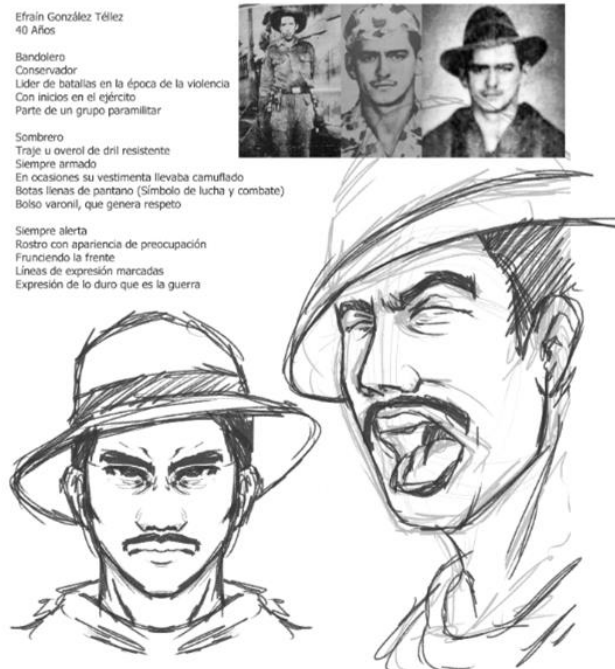 Efraín González Téllez
40 Años
Bandolero
Conservador
Lider de batallas en la época de la violencia
Con inicios en el ejército
Parte de un grupo paramilitar
Sombrero
Traje u overol de dril resistente
Siempre armado
En ocasiones su vestimenta llevaba camuflado
Botas llenas de pantano (Símbolo de lucha y combate)
Bolso varonil, que genera respeto
Siempre alerta
Rostro con apariencia de preocupación
Frunciendo la frente
Líneas de expresión marcadas
Expresión de lo duro que es la guerra